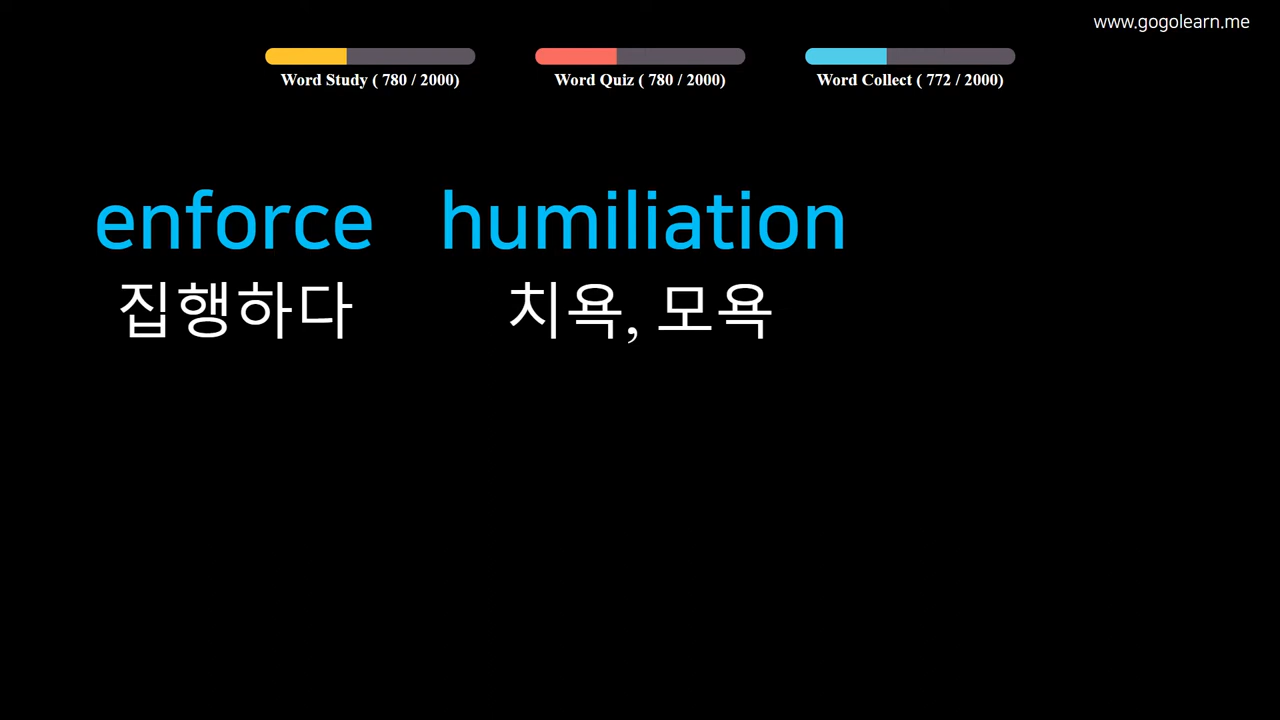 www.gogolearn.me
Word Study ( 780 / 2000)
Word Quiz ( 780 / 2000)
Word Collect ( 772 / 2000)
enforce humiliation
집행하다 치욕, 모욕